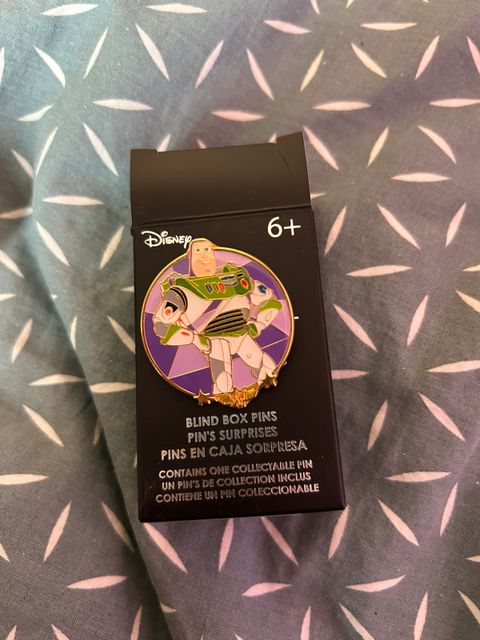 Disney
6+
BLIND BOX PINS
PIN'S SURPRISES
PINS EN CAJA SORPRESA
CONTAINS ONE COLLECTABLE PIN
UN PIN'S DE COLLECTION INCLUS
CONTIENE UN PIN COLECCIONABLE